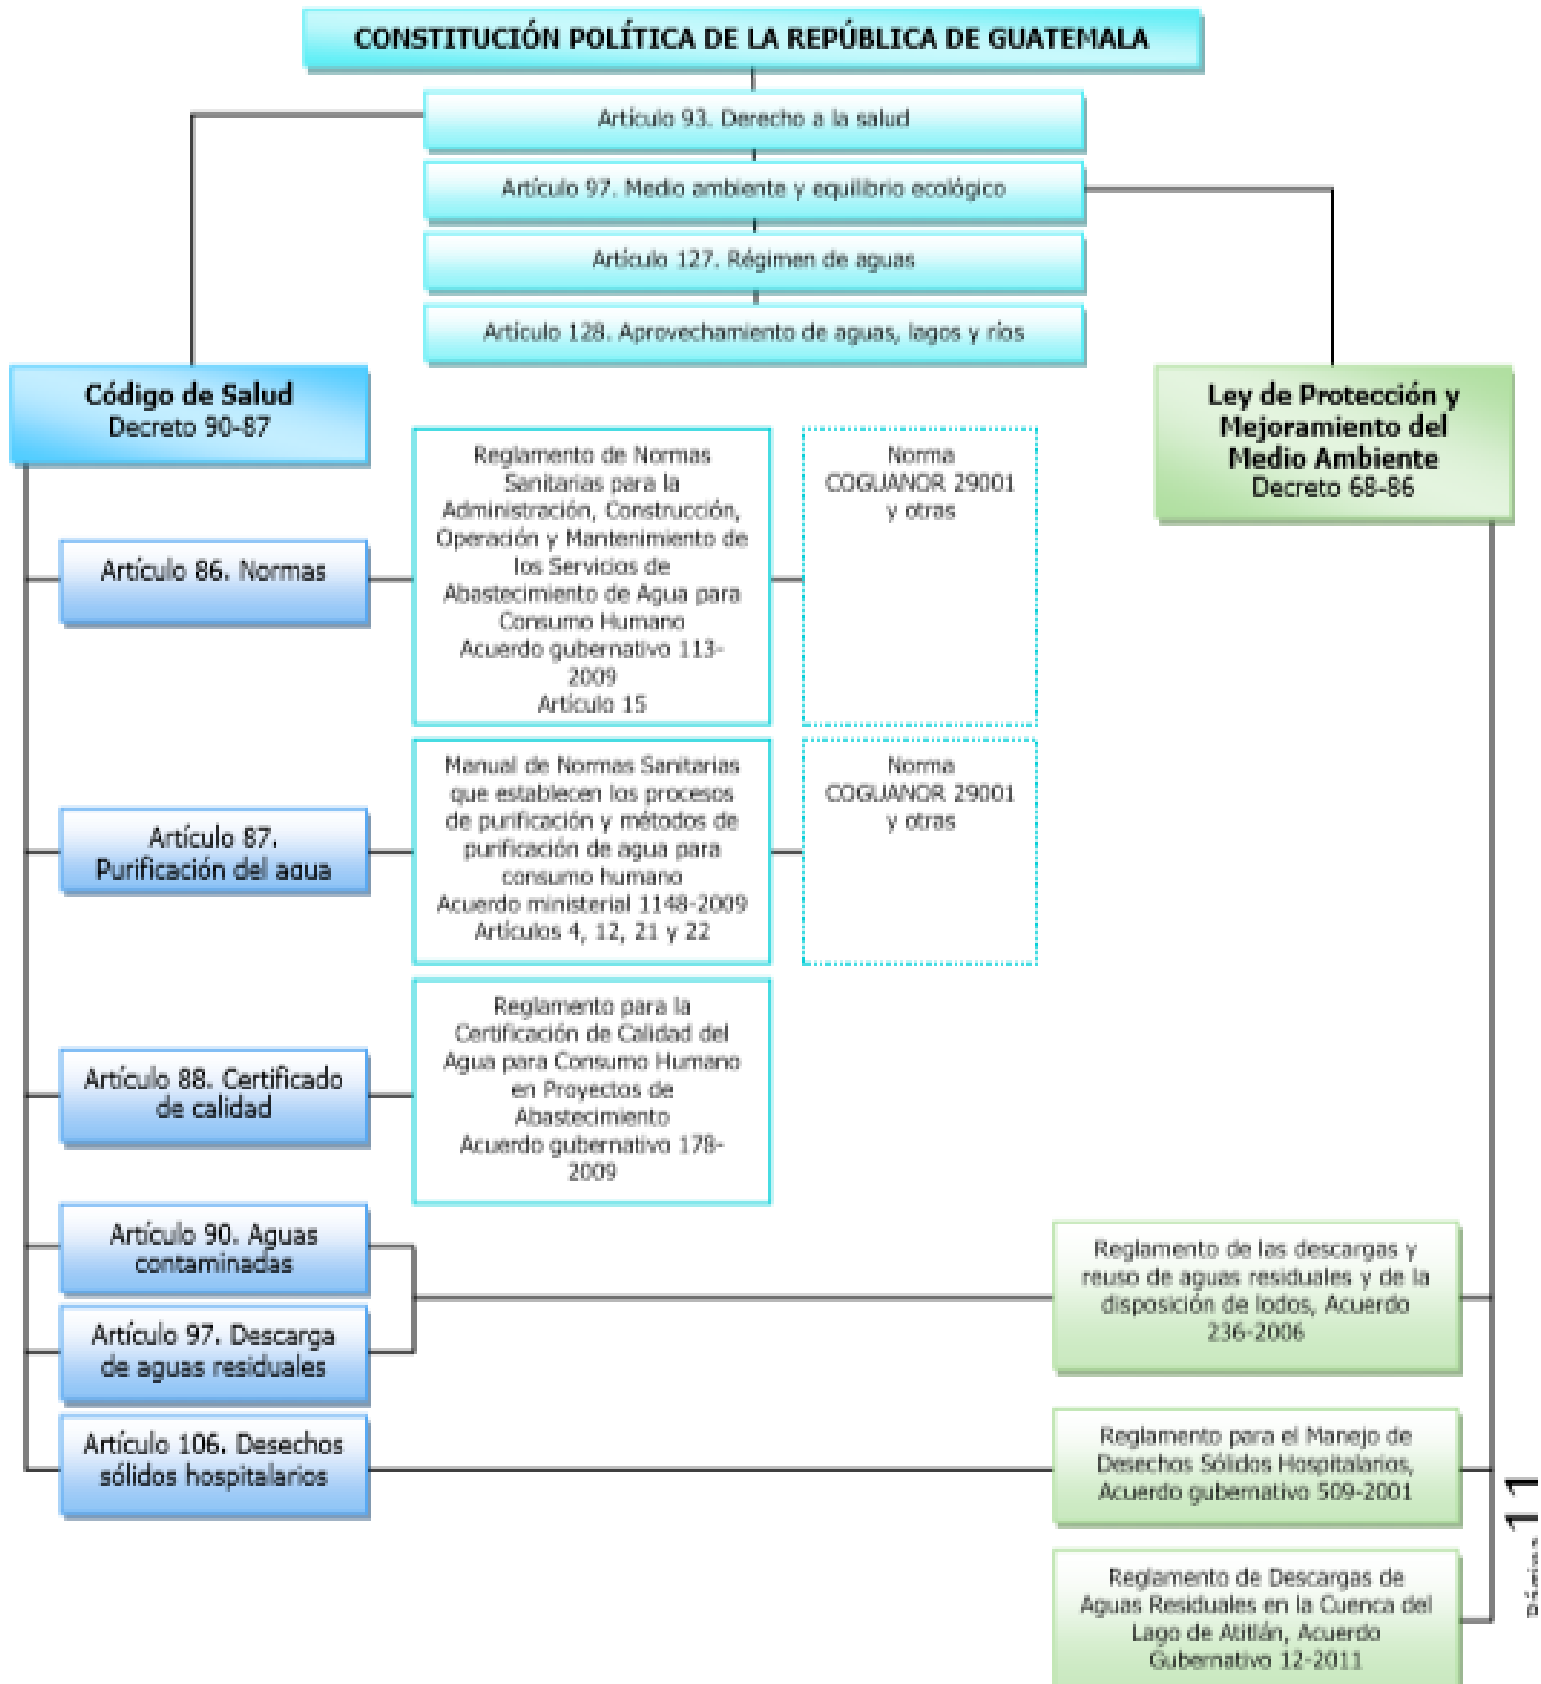 CONSTITUCIÓN POLÍTICA DE LA REPÚBLICA DE GUATEMALA
Artículo 93. Derecho a la salud
Artículo 97. Medio ambiente y equilibrio ecológico
Artículo 127. Régimen de aguas
Artículo 128. Aprovechamiento de aguas, lagos y ríos
Código de Salud
Decreto 90-87
Ley de Protección y
Mejoramiento del
Medio Ambiente
Decreto 68-86
Artículo 86. Normas
Reglamento de Normas
Sanitarias para la
Administración, Construcción,
Operación y Mantenimiento de
los Servicios de
Abastecimiento de Agua para
Consumo Humano
Acuerdo gubernativo 113-
2009
Artículo 15
Norma
COGUANOR 29001
y otras
Artículo 87.
Purificación del agua
Manual de Normas Sanitarias
que establecen los procesos
de purificación y métodos de
purificación de agua para
consumo humano
Acuerdo ministerial 1148-2009
Artículos 4, 12, 21 y 22
Norma
COGUANOR 29001
y otras
Artículo 88. Certificado
de calidad
Reglamento para la
Certificación de Calidad del
Agua para Consumo Humano
en Proyectos de
Abastecimiento
Acuerdo gubernativo 178-
2009
Artículo 90. Aguas
contaminadas
Artículo 97. Descarga
de aguas residuales
Reglamento de las descargas y
reuso de aguas residuales y de la
disposición de lodos, Acuerdo
236-2006
Artículo 106. Desechos
sólidos hospitalarios
Reglamento para el Manejo de
Desechos Sólidos Hospitalarios,
Acuerdo gubernativo 509-2001
Reglamento de Descargas de
Aguas Residuales en la Cuenca del
Lago de Atitlán, Acuerdo
Gubernativo 12-2011
Página 11